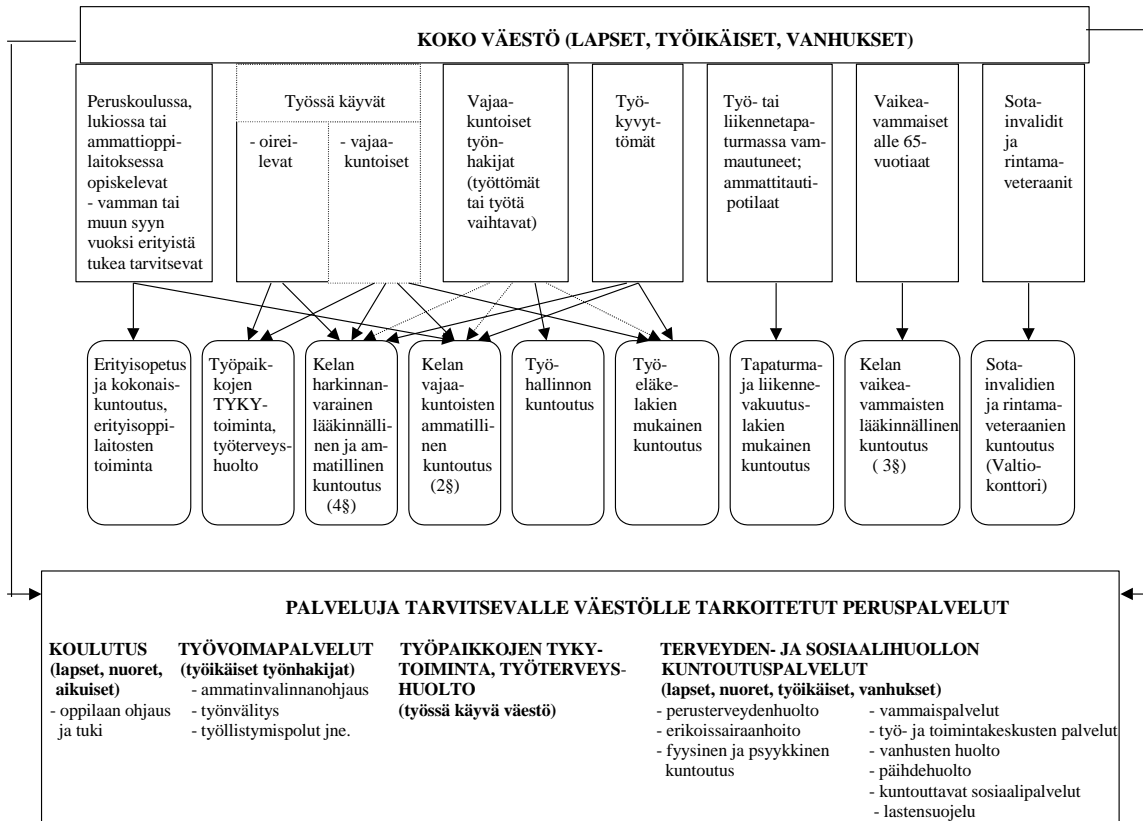 KOKO VÄESTÖ (LAPSET, TYÖIKÄISET, VANHUKSET)
Peruskoulussa,
lukiossa tai
ammattioppi-
laitoksessa
opiskelevat
- vamman tai
muun syyn
vuoksi erityistä
tukea tarvitsevat
Työssä käyvät
- oirei-
levat
- vajaa-
kuntoiset
Vajaa-
kuntoiset
työn-
hakijat
(työttömät
tai työtä
vaihtavat)
Työ-
kyvyt-
tömät
Työ- tai
liikennetapa-
turmassa vam-
mautuneet;
ammattitauti-
potilaat
Vaikea-
vammaiset
alle 65-
vuotiaat
Sota-
invalidit
ja
rintama-
veteraanit
Erityisopetus
ja kokonais-
kuntoutus,
erityisoppi-
laitosten
toiminta
Työpaik-
kojen
TYKY-
toiminta,
työterveys-
huolto
Kelan
harkinnan-
varainen
lääkinnälli-
nen ja am-
matillinen
kuntoutus
(4§)
Kelan
vajaa-
kuntoisten
ammatilli-
nen
kuntoutus
(2§)
Työ-
hallinnon
kuntoutus
Työ-
eläke-
lakien
mukainen
kuntoutus
Tapaturma-
ja liikenne-
vakuutus-
lakien
mukainen
kuntoutus
Kelan
vaikea-
vammaisten
lääkinnällinen
kuntoutus
( 3§)
Sota-
invalidien
ja rintama-
veteraanien
kuntoutus
(Valtio-
konttori)
PALVELUJA TARVITSEVALLE VÄESTÖLLE TARKOITETUT PERUSPALVELUT
KOULUTUS
(lapset, nuoret,
aikuiset)
- oppilaan ohjaus
ja tuki
TYÖVOIMAPALVELUT
(työikäiset työnhakijat)
- ammatinvalinnanohjaus
- työnvälitys
- työllistymispolut jne.
TYÖPAIKKOJEN TYKY-
TOIMINTA, TYÖTERVEYS-
HUOLTO
(työssä käyvä väestö)
TERVEYDEN- JA SOSIAALIHUOLLON
KUNTOUTUSPALVELUT
(lapset, nuoret, työikäiset, vanhukset)
- perusterveydenhuolto
- erikoissairaanhoito
- fyysinen ja psyykkinen
kuntoutus
- vammaispalvelut
- työ- ja toimintakeskusten palvelut
- vanhusten huolto
- päihdehuolto
- kuntouttavat sosiaalipalvelut
- lastensuojelu